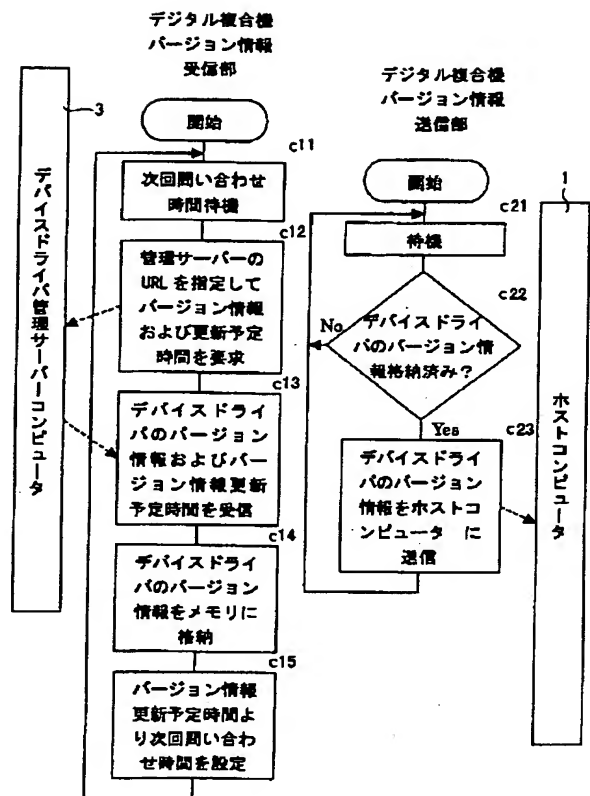 デジタル複合機
バージョン情報
受信部
3
デバイスドライバ管理サーバーコンピュータ
開始
c11
次回問い合わせ
時間待機
c12
管理サーバーの
URLを指定して
バージョン情報
および更新予定
時間を要求
c13
デバイスドライ
バのバージョン
情報およびバー
ジョン情報更新
予定時間を受信
c14
デバイスドライ
バのバージョン
情報をメモリに
格納
c15
バージョン情報
更新予定時間よ
り次回問い合わ
せ時間を設定
デジタル複合機
バージョン情報
送信部
開始
c21
待機
c22
デバイスドライ
バのバージョン情
報格納済み？
No
Yes
c23
デバイスドライ
バのバージョン
情報をホストコ
ンピュータ に
送信
1
ホストコンピュータ